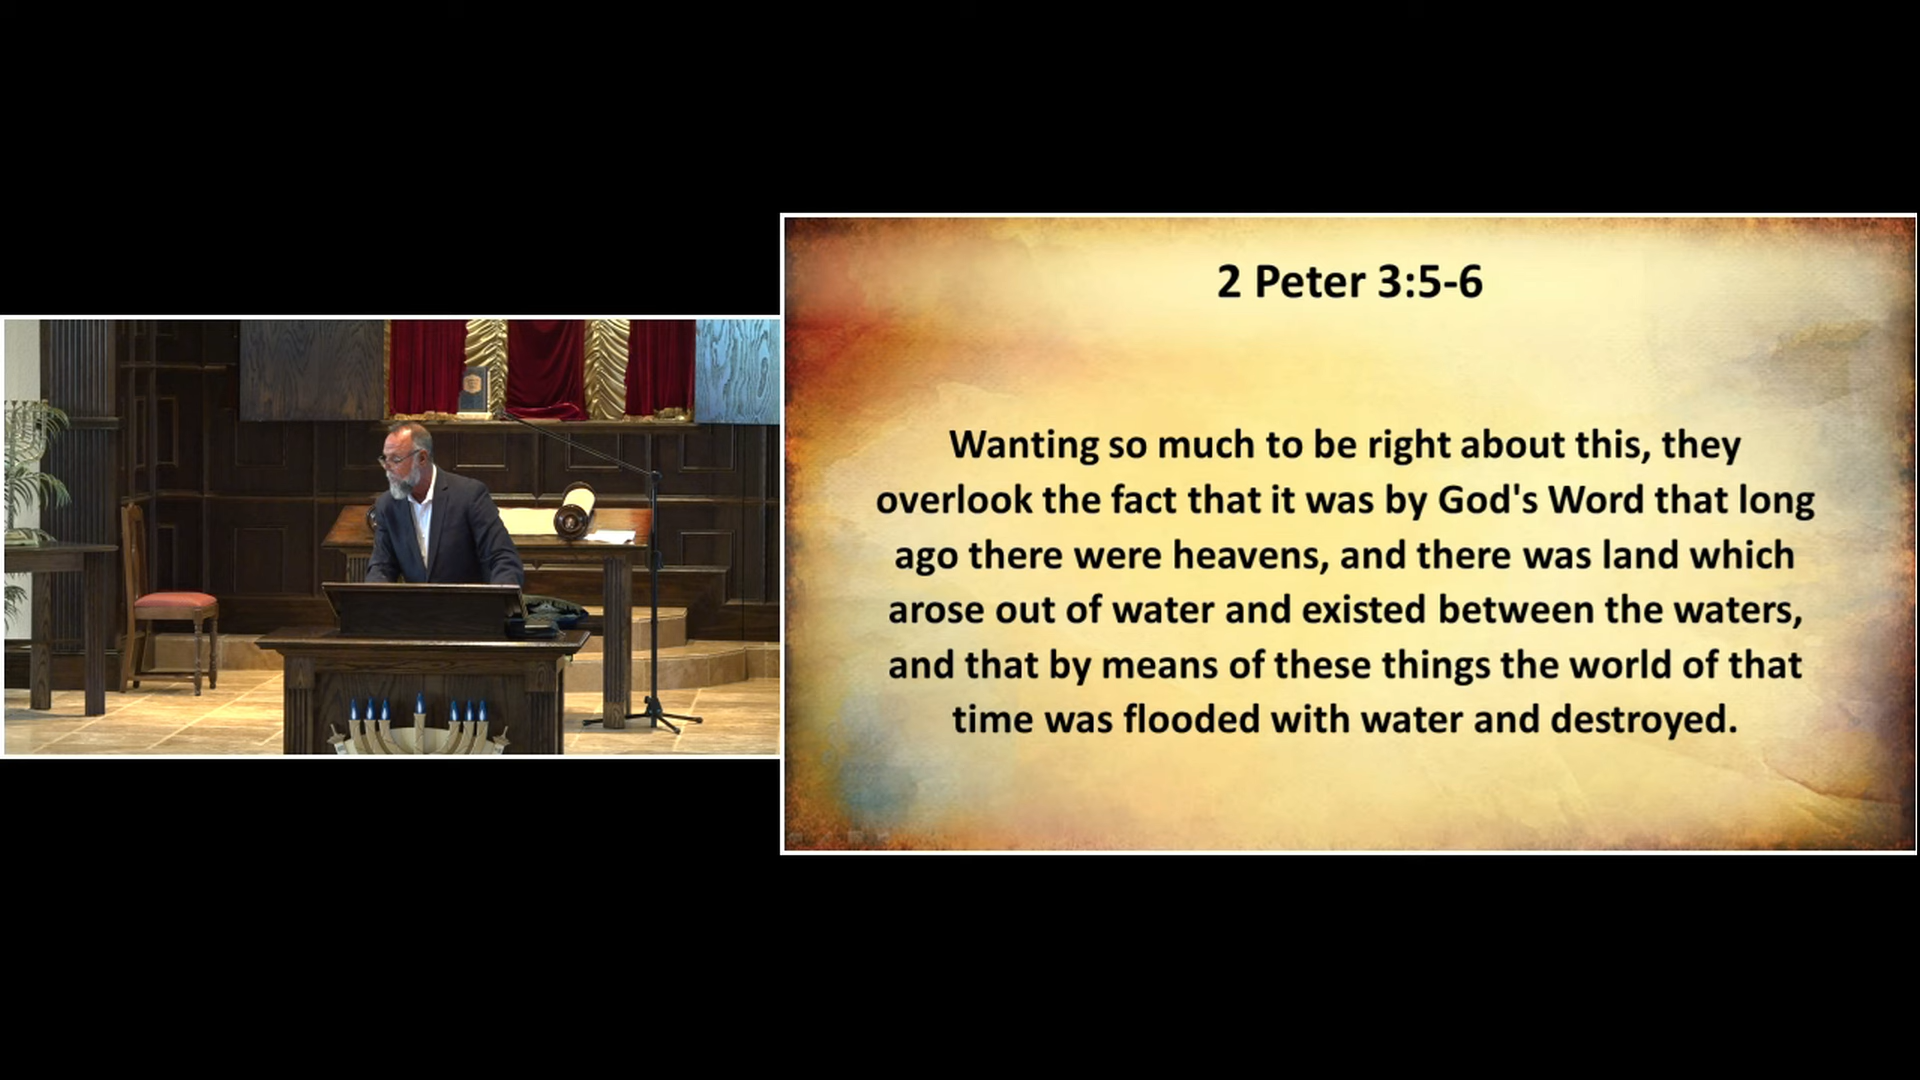 2 Peter 3:5-6
Wanting so much to be right about this, they
overlook the fact that it was by God's Word that long
ago there were heavens, and there was land which
arose out of water and existed between the waters,
and that by means of these things the world of that
time was flooded with water and destroyed.